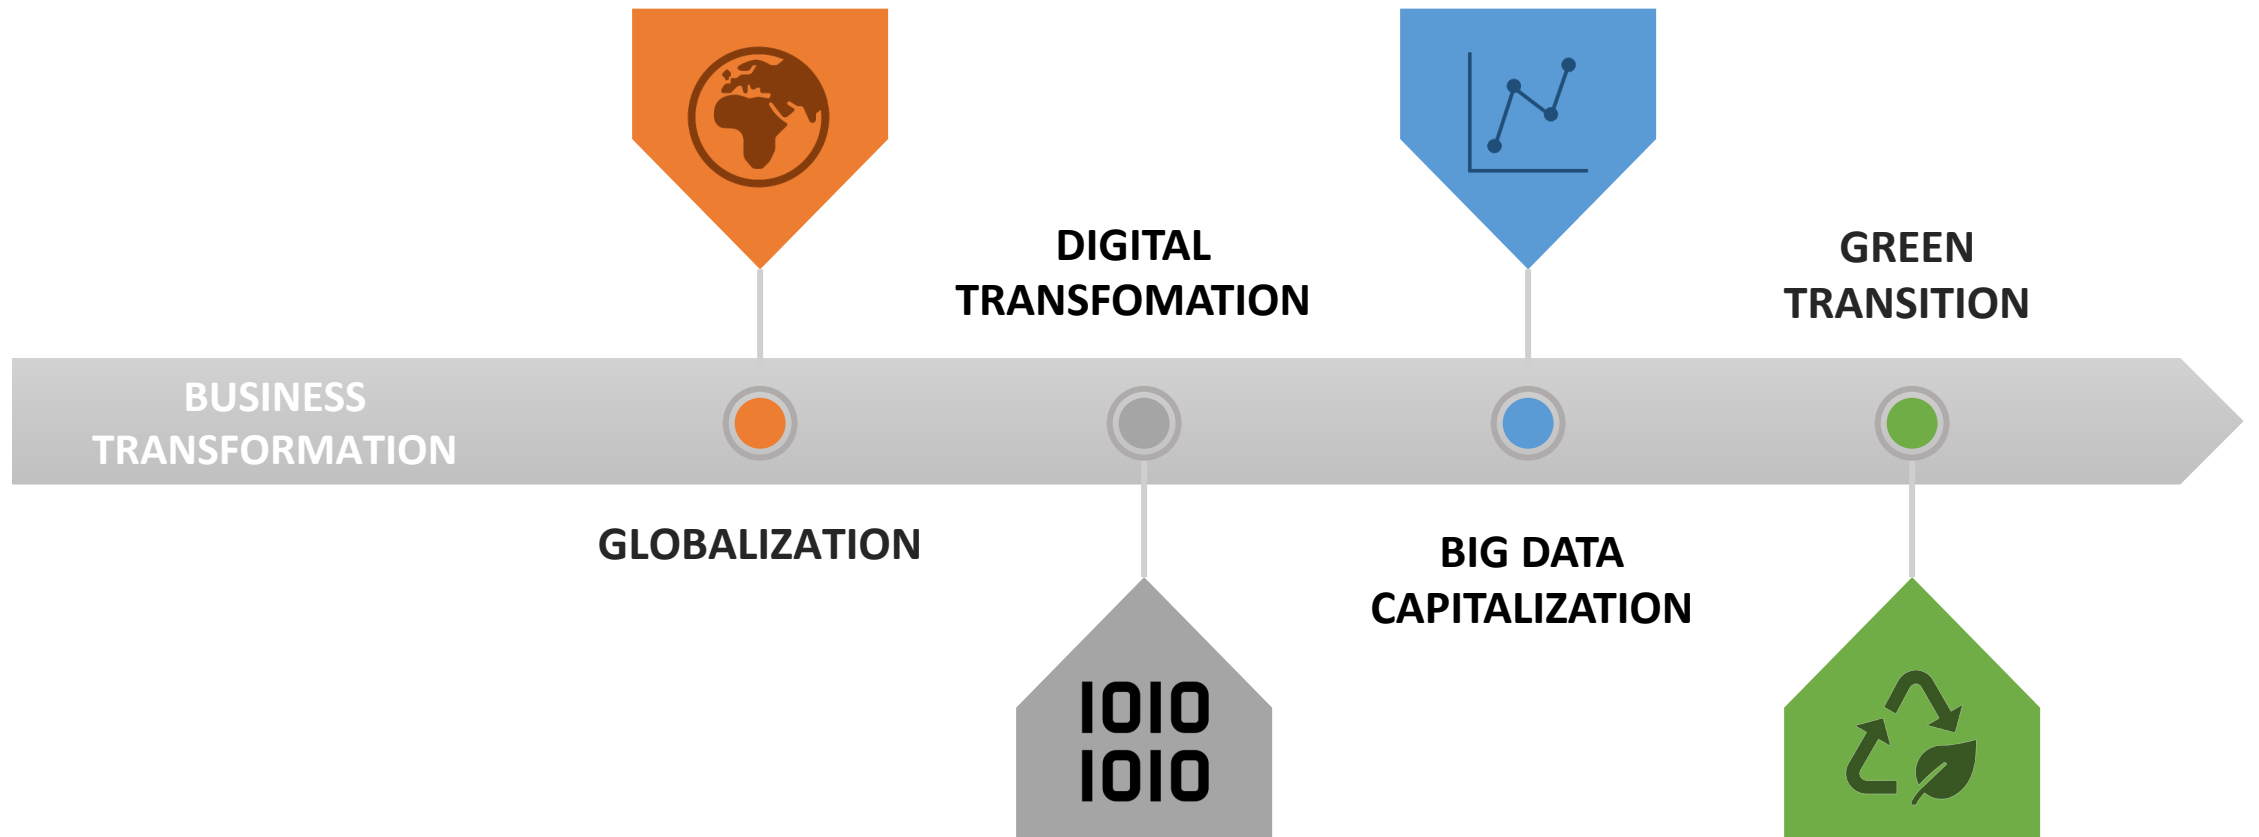 BUSINESS
TRANSFORMATION
GLOBALIZATION
DIGITAL
TRANSFOMATION
1010
1010
BIG DATA
CAPITALIZATION
GREEN
TRANSITION